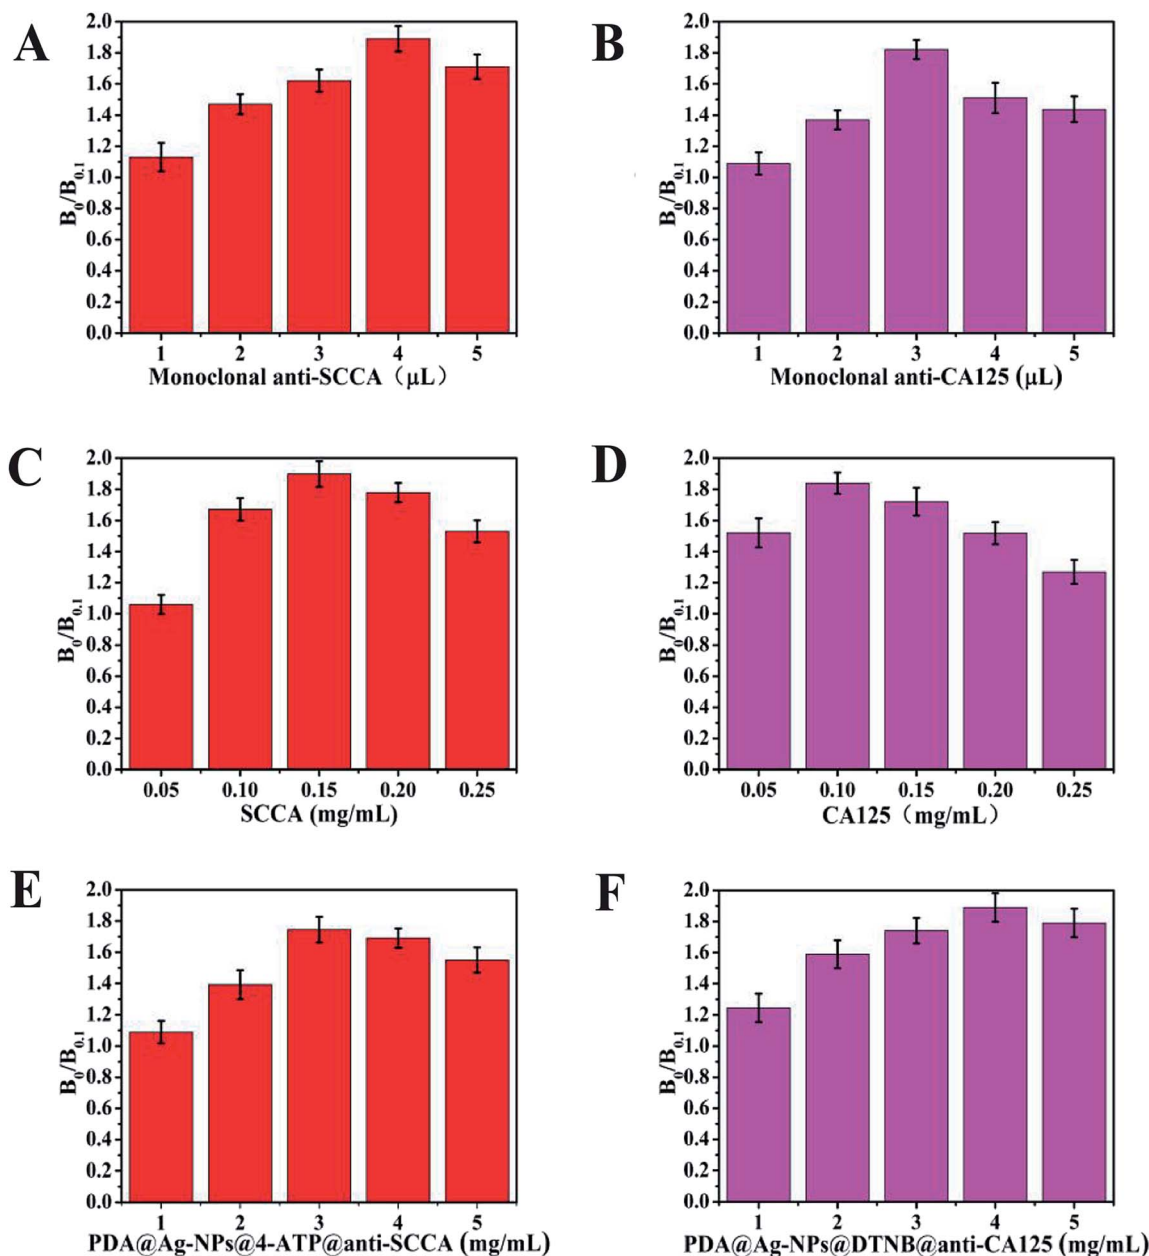 A
B₀/B₀.₁
2.0
1.8
1.6
1.4
1.2
1.0
0.8
0.6
0.4
0.2
0.0
1 2 3 4 5
Monoclonal anti-SCCA（μL）
B
B₀/B₀.₁
2.0
1.8
1.6
1.4
1.2
1.0
0.8
0.6
0.4
0.2
0.0
1 2 3 4 5
Monoclonal anti-CA125 (μL)
C
B₀/B₀.₁
2.0
1.8
1.6
1.4
1.2
1.0
0.8
0.6
0.4
0.2
0.0
0.05 0.10 0.15 0.20 0.25
SCCA (mg/mL)
D
B₀/B₀.₁
2.0
1.8
1.6
1.4
1.2
1.0
0.8
0.6
0.4
0.2
0.0
0.05 0.10 0.15 0.20 0.25
CA125（mg/mL）
E
B₀/B₀.₁
2.0
1.8
1.6
1.4
1.2
1.0
0.8
0.6
0.4
0.2
0.0
1 2 3 4 5
PDA@Ag-NPs@4-ATP@anti-SCCA (mg/mL)
F
B₀/B₀.₁
2.0
1.8
1.6
1.4
1.2
1.0
0.8
0.6
0.4
0.2
0.0
1 2 3 4 5
PDA@Ag-NPs@DTNB@anti-CA125 (mg/mL)